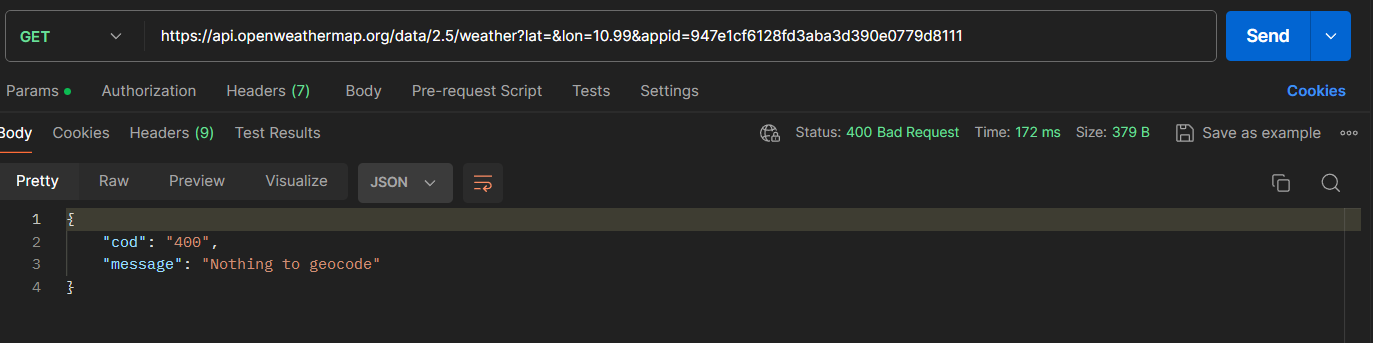 GET https://api.openweathermap.org/data/2.5/weather?lat=&lon=10.99&appid=947e1cf6128fd3aba3d390e0779d8111 Send
Params Authorization Headers (7) Body Pre-request Script Tests Settings Cookies
Body Cookies Headers (9) Test Results Status: 400 Bad Request Time: 172 ms Size: 379 B Save as example
Pretty Raw Preview Visualize JSON
1 {
2 "cod": "400",
3 "message": "Nothing to geocode"
4 }